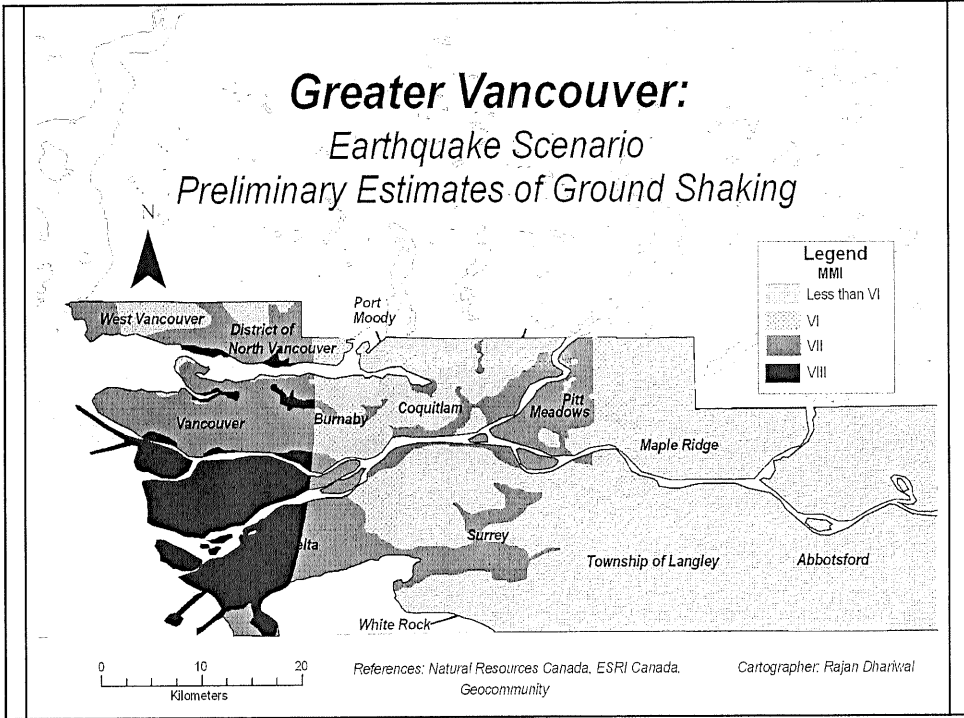 Greater Vancouver:
Earthquake Scenario
Preliminary Estimates of Ground Shaking
N
Legend
MMI
Less than VI
VI
VII
VIII
Port
Moody
West Vancouver
District of
North Vancouver
Vancouver
Burnaby
Coquitlam
Pitt
Meadows
Maple Ridge
elta
Surrey
Township of Langley
Abbotsford
White Rock
0 10 20
Kilometers
References: Natural Resources Canada, ESRI Canada,
Geocommunity
Cartographer: Rajan Dhariwal